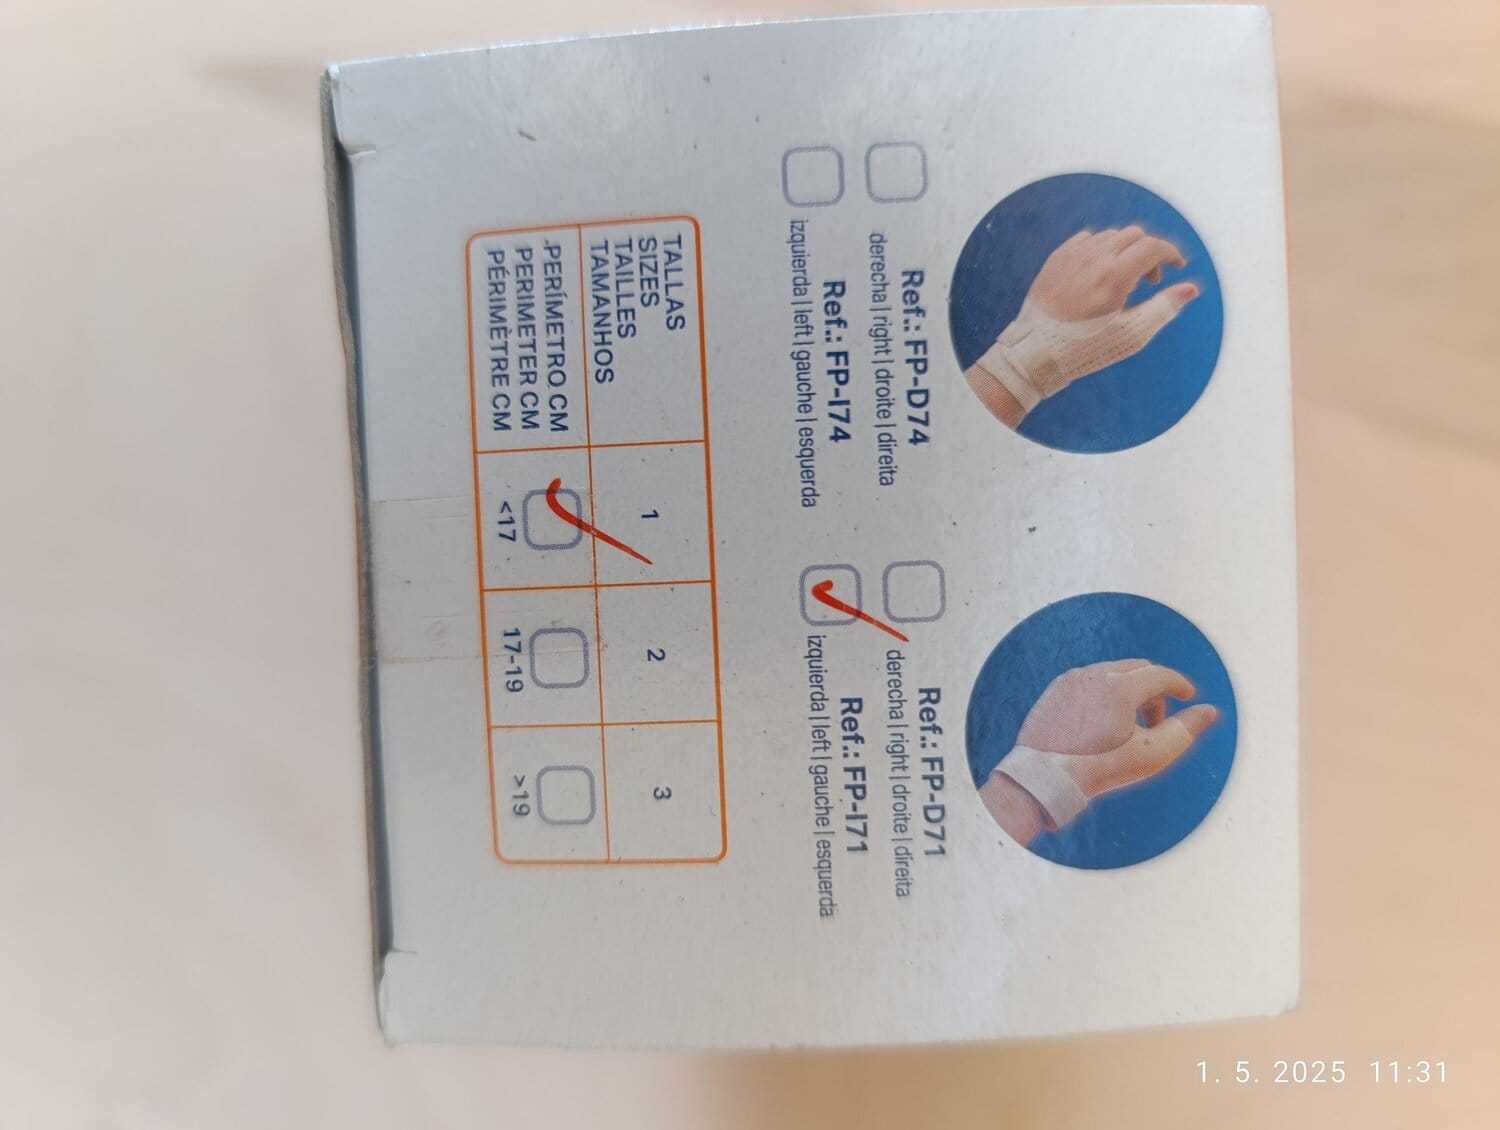 Ref.: FP-D74
derecha | right | droite | direita
Ref.: FP-I74
izquierda | left | gauche | esquerda
Ref.: FP-D71
derecha | right | droite | direita
Ref.: FP-I71
izquierda | left | gauche | esquerda
TALLAS
SIZES
TAILLES
TAMANHOS
1
2
3
PERÍMETRO CM
PERIMETER CM
PÉRIMÈTRE CM
<17
17-19
>19
1. 5. 2025 11:31